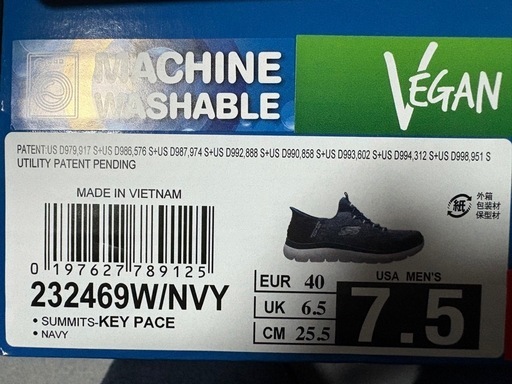 MACHINE
WASHABLE
VEGAN
PATENT:US D979,917 S+US D986,576 S+US D987,974 S+US D992,888 S+US D990,858 S+US D993,602 S+US D994,312 S+US D998,951 S
UTILITY PATENT PENDING
MADE IN VIETNAM
0 197627 789125
232469W/NVY
• SUMMITS-KEY PACE
• NAVY
EUR 40
UK 6.5
CM 25.5
USA MEN'S
7.5
紙
外箱
包装材
保型材